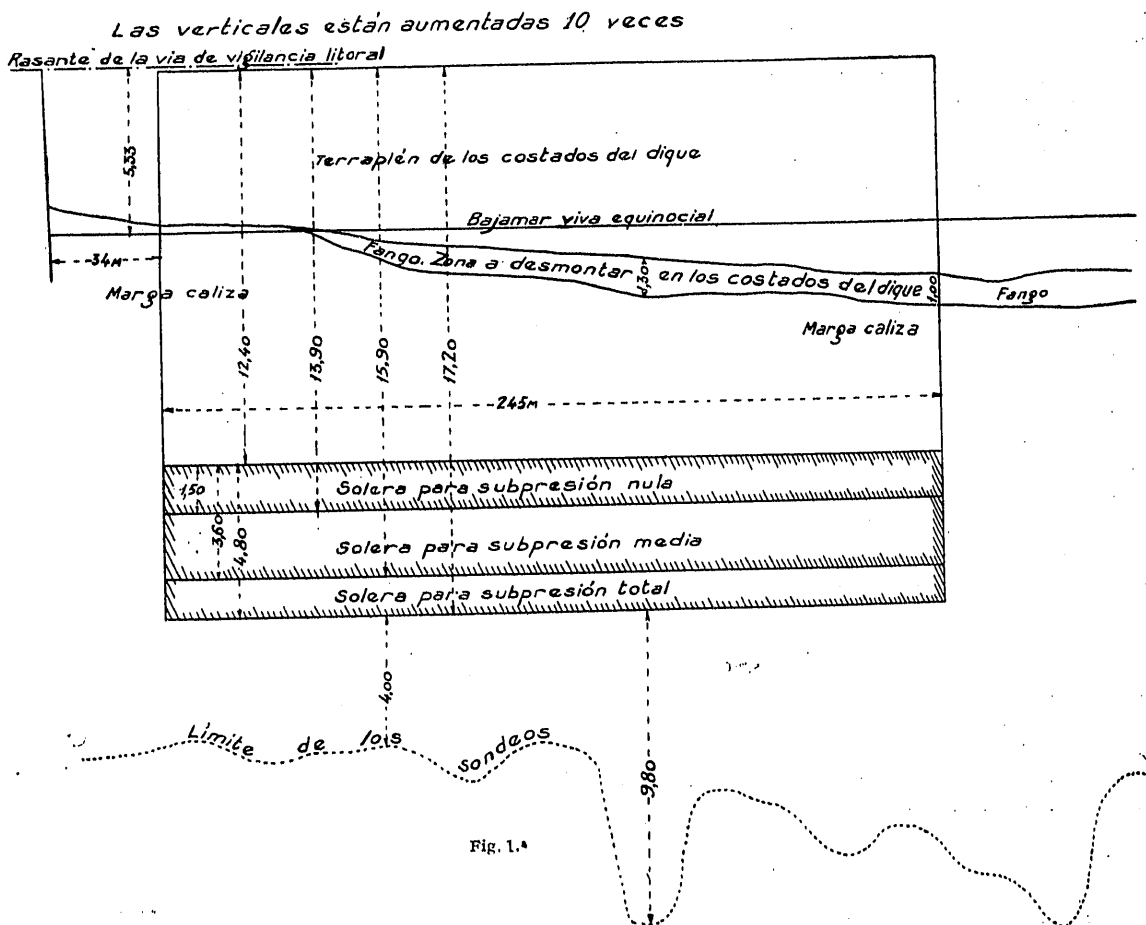 Las verticales están aumentadas 10 veces
Rasante de la via de vigilancia litoral
5,33
Terraplén de los costados del dique
Bajamar viva equinocial
34M
Fango. Zona a desmontar en los costados del dique
1,30
1,00
Fango
Marga caliza
Marga caliza
12,40
13,90
15,90
17,20
245M
1,50
3,60
4,80
Solera para subpresión nula
Solera para subpresión media
Solera para subpresión total
4,00
9,80
Límite de los sondeos
Fig. 1.ª